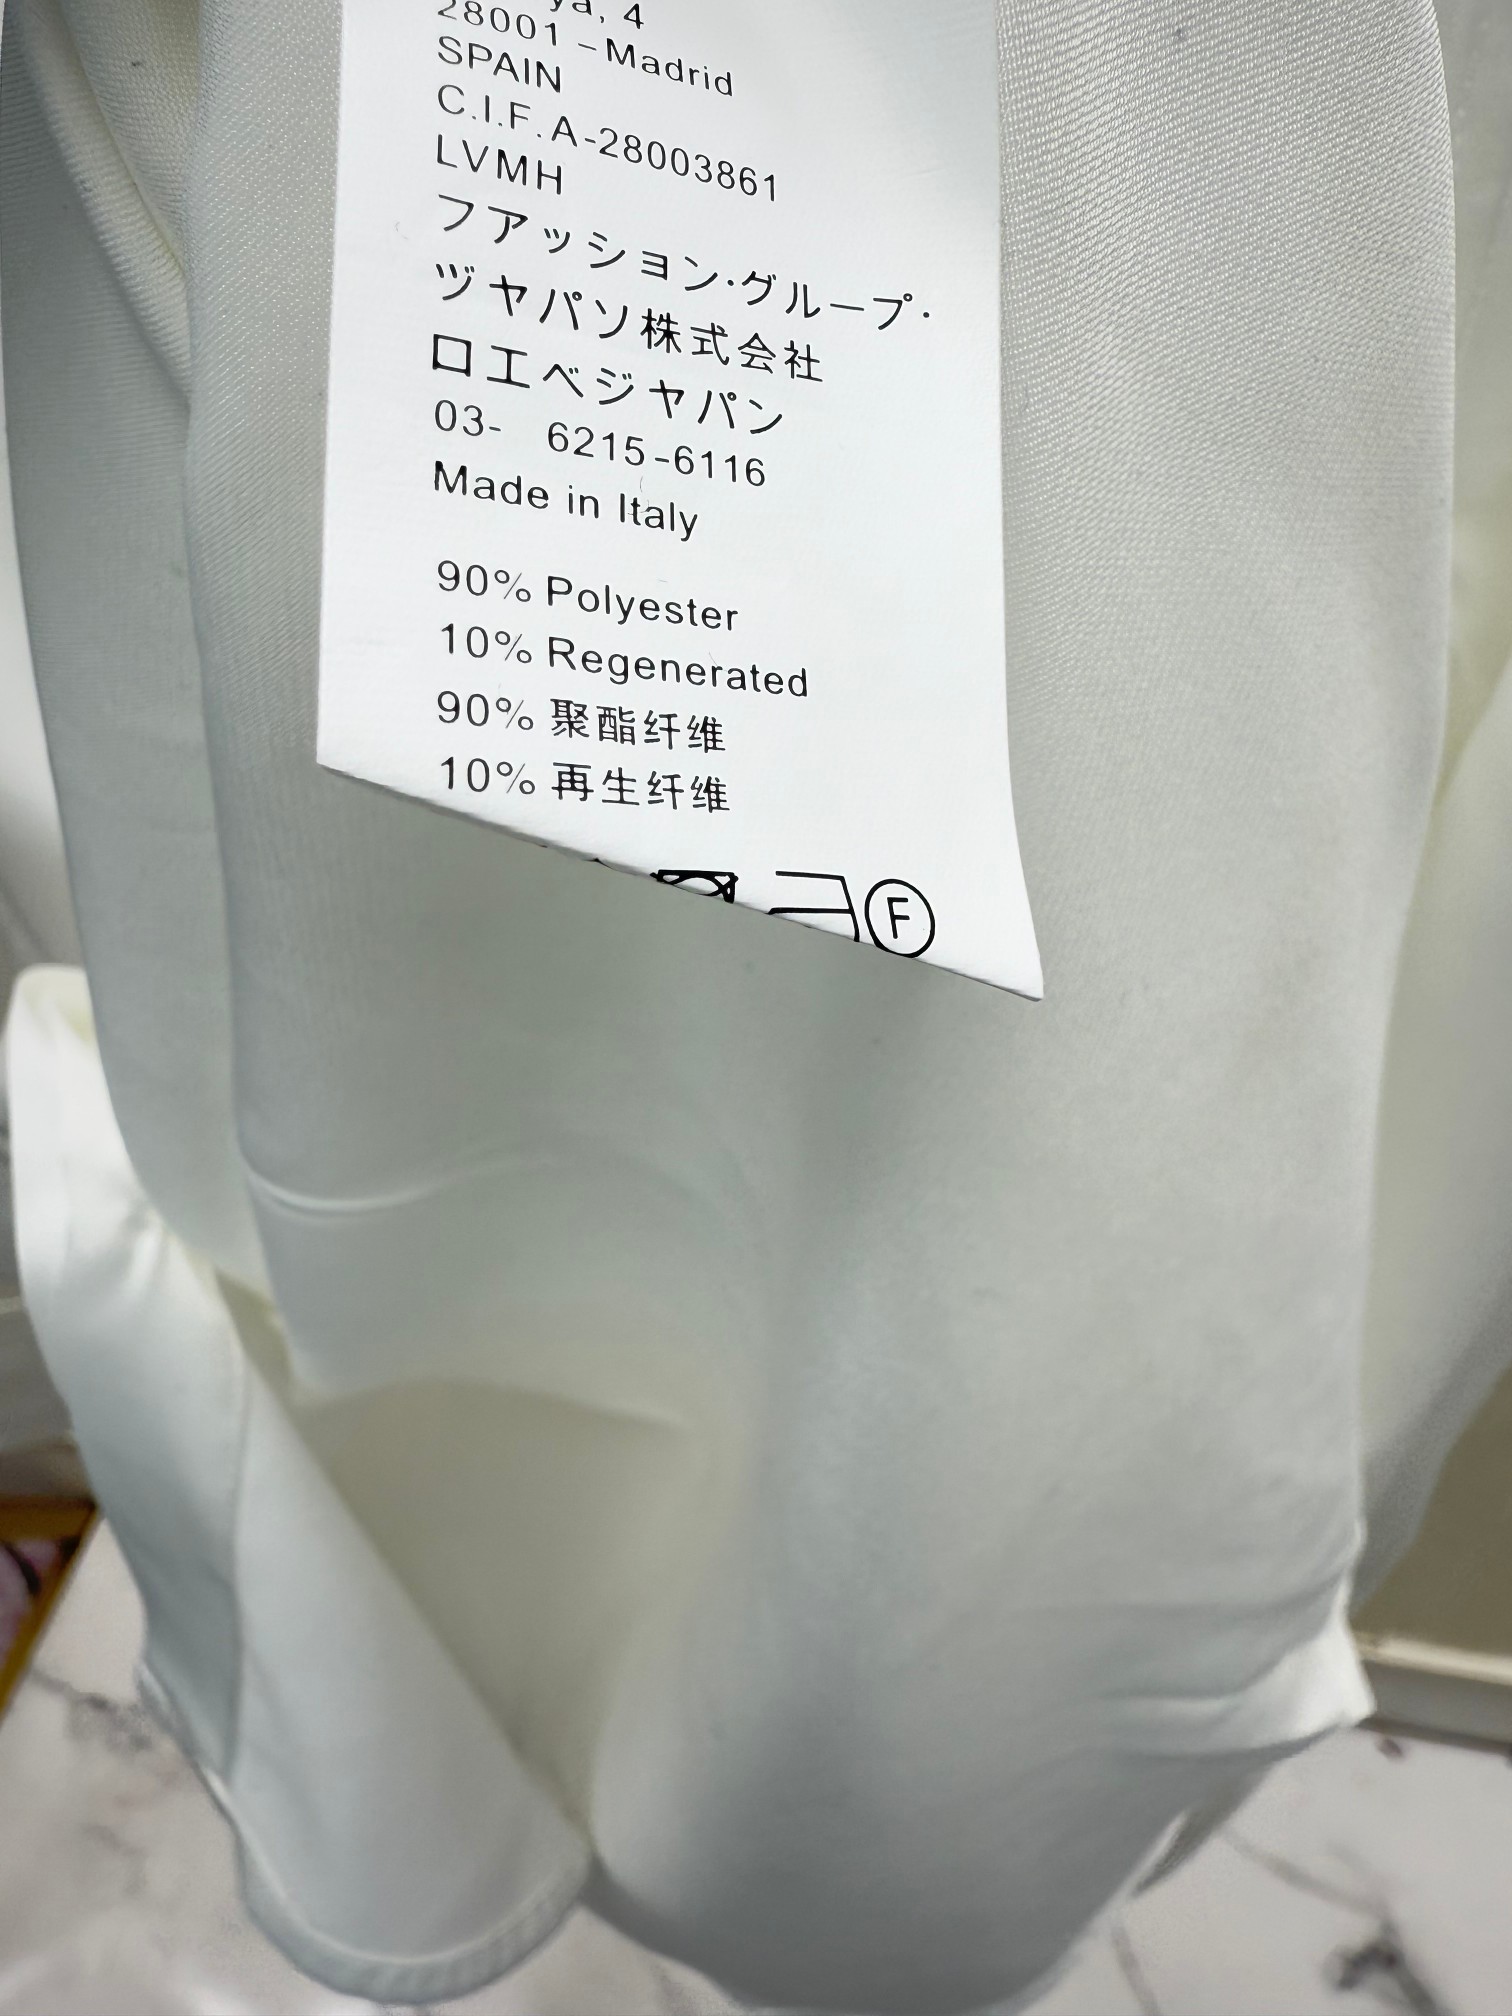 ya, 4
28001 -Madrid
SPAIN
C.I.F. A-28003861
LVMH
フアッション·グループ·
ヅヤパソ株式会社
口工ベジヤパン
03- 6215-6116
Made in Italy
90% Polyester
10% Regenerated
90% 聚酯纤维
10% 再生纤维
F